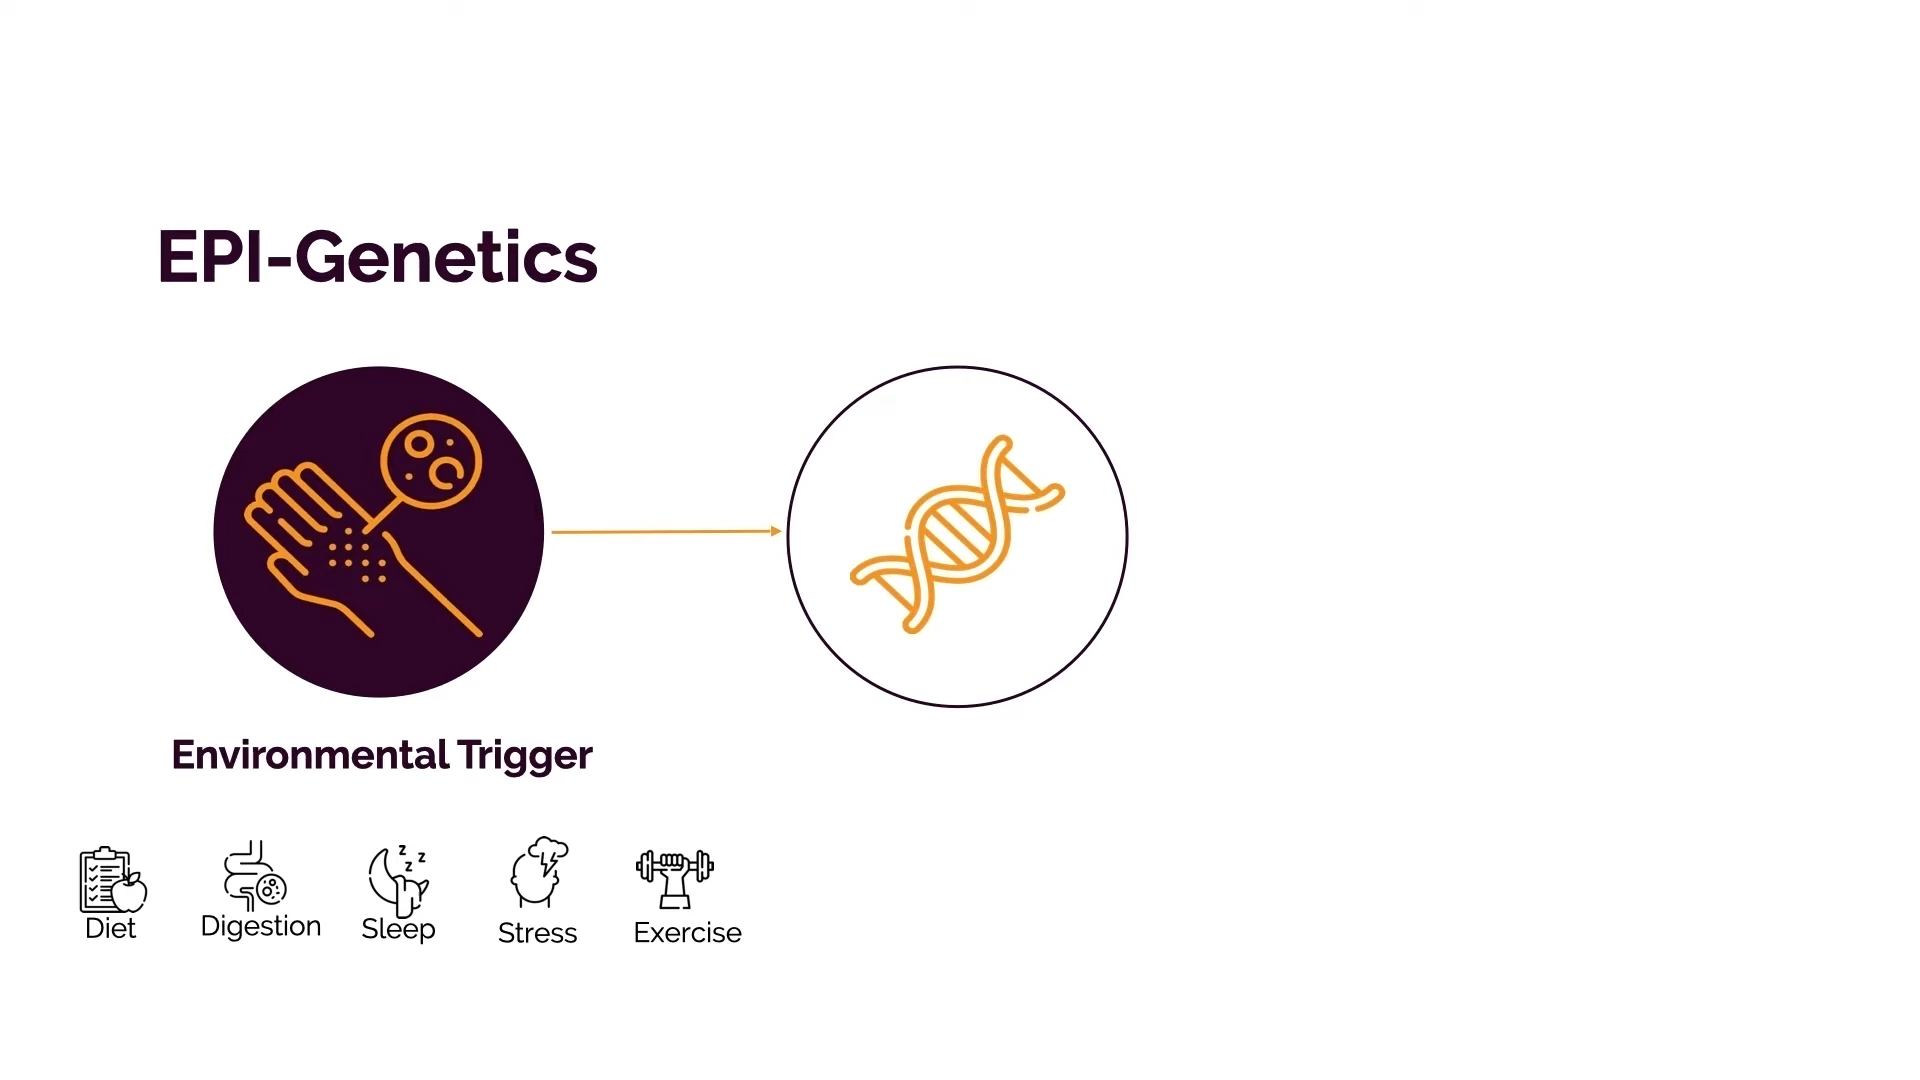 EPI-Genetics
Environmental Trigger
Diet
Digestion
z z z
Sleep
Stress
Exercise